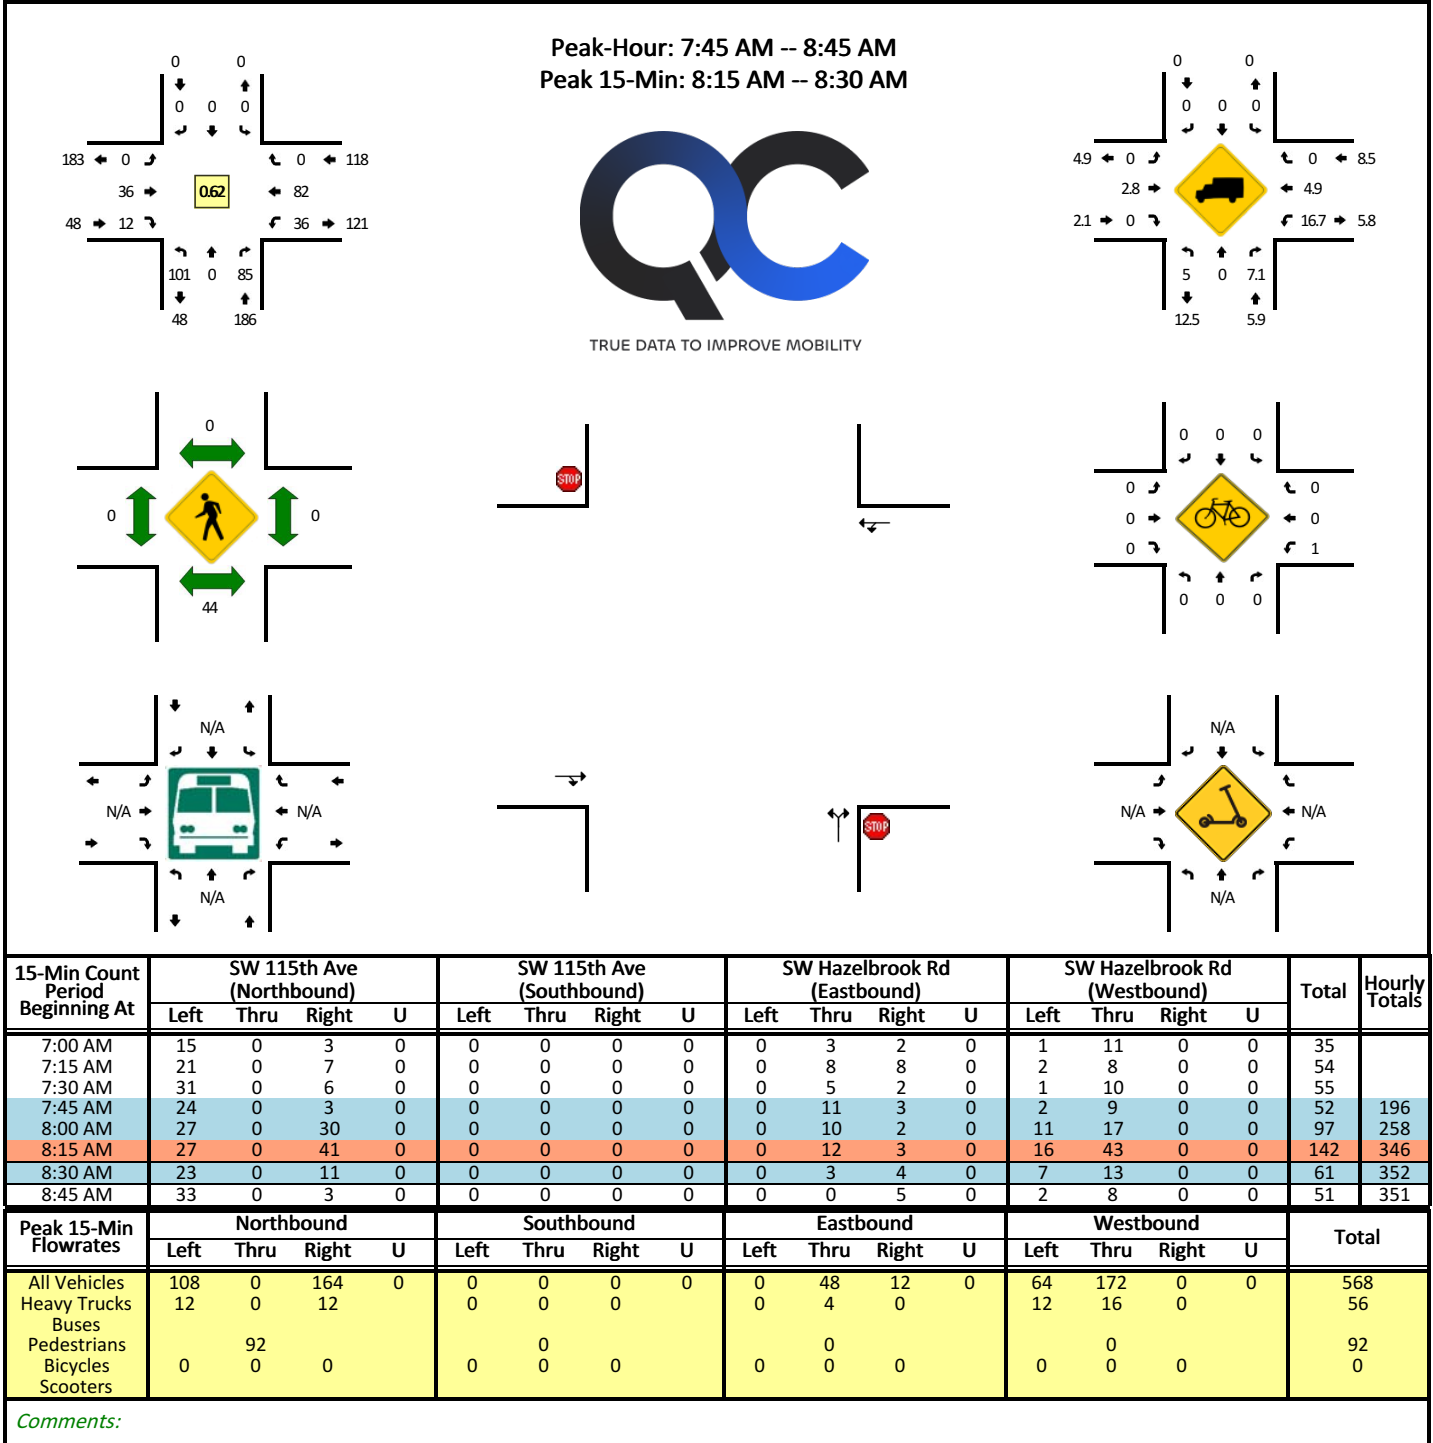 Peak-Hour: 7:45 AM -- 8:45 AM
Peak 15-Min: 8:15 AM -- 8:30 AM
0 0
0 0 0
183 0 0 118
36 0.62 82
48 12 36 121
101 0 85
48 186
TRUE DATA TO IMPROVE MOBILITY
0 0
0 0 0
4.9 0 0 8.5
2.8 4.9
2.1 0 16.7 5.8
5 0 7.1
12.5 5.9
0
0 0
44
STOP
0 0 0
0 0
0 0
0 1
0 0 0
N/A
N/A N/A
N/A
STOP
N/A
N/A N/A
N/A
15-Min Count Period Beginning At SW 115th Ave (Northbound) SW 115th Ave (Southbound) SW Hazelbrook Rd (Eastbound) SW Hazelbrook Rd (Westbound) Total Hourly Totals
Left Thru Right U Left Thru Right U Left Thru Right U Left Thru Right U
7:00 AM 15 0 3 0 0 0 0 0 0 3 2 0 1 11 0 0 35
7:15 AM 21 0 7 0 0 0 0 0 0 8 8 0 2 8 0 0 54
7:30 AM 31 0 6 0 0 0 0 0 0 5 2 0 1 10 0 0 55
7:45 AM 24 0 3 0 0 0 0 0 0 11 3 0 2 9 0 0 52 196
8:00 AM 27 0 30 0 0 0 0 0 0 10 2 0 11 17 0 0 97 258
8:15 AM 27 0 41 0 0 0 0 0 0 12 3 0 16 43 0 0 142 346
8:30 AM 23 0 11 0 0 0 0 0 0 3 4 0 7 13 0 0 61 352
8:45 AM 33 0 3 0 0 0 0 0 0 0 5 0 2 8 0 0 51 351
Peak 15-Min Flowrates Northbound Southbound Eastbound Westbound Total
Left Thru Right U Left Thru Right U Left Thru Right U Left Thru Right U
All Vehicles 108 0 164 0 0 0 0 0 0 48 12 0 64 172 0 0 568
Heavy Trucks 12 0 12 0 0 0 0 4 0 12 16 0 56
Buses
Pedestrians 92 0 0 0 92
Bicycles 0 0 0 0 0 0 0 0 0 0 0 0 0
Scooters
Comments: